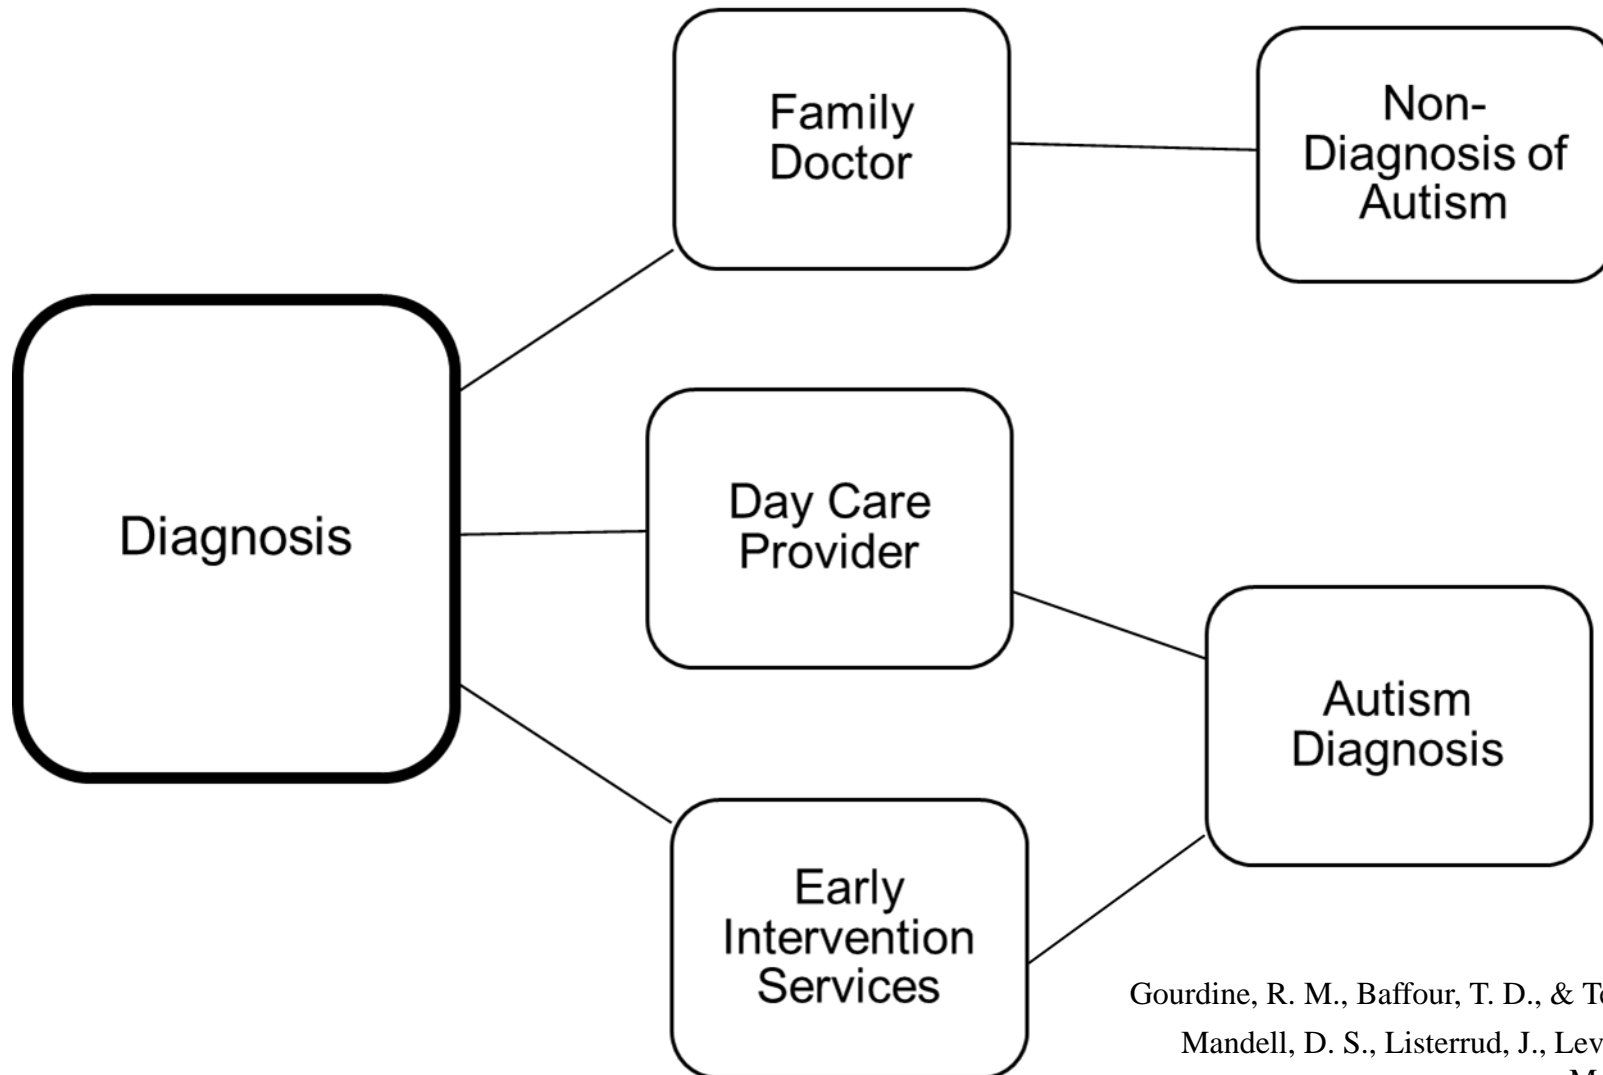 Family
Doctor
Non-
Diagnosis of
Autism
Diagnosis
Day Care
Provider
Autism
Diagnosis
Early
Intervention
Services
Gourdine, R. M., Baffour, T. D., &
Mandell, D. S., Listerrud, J.,